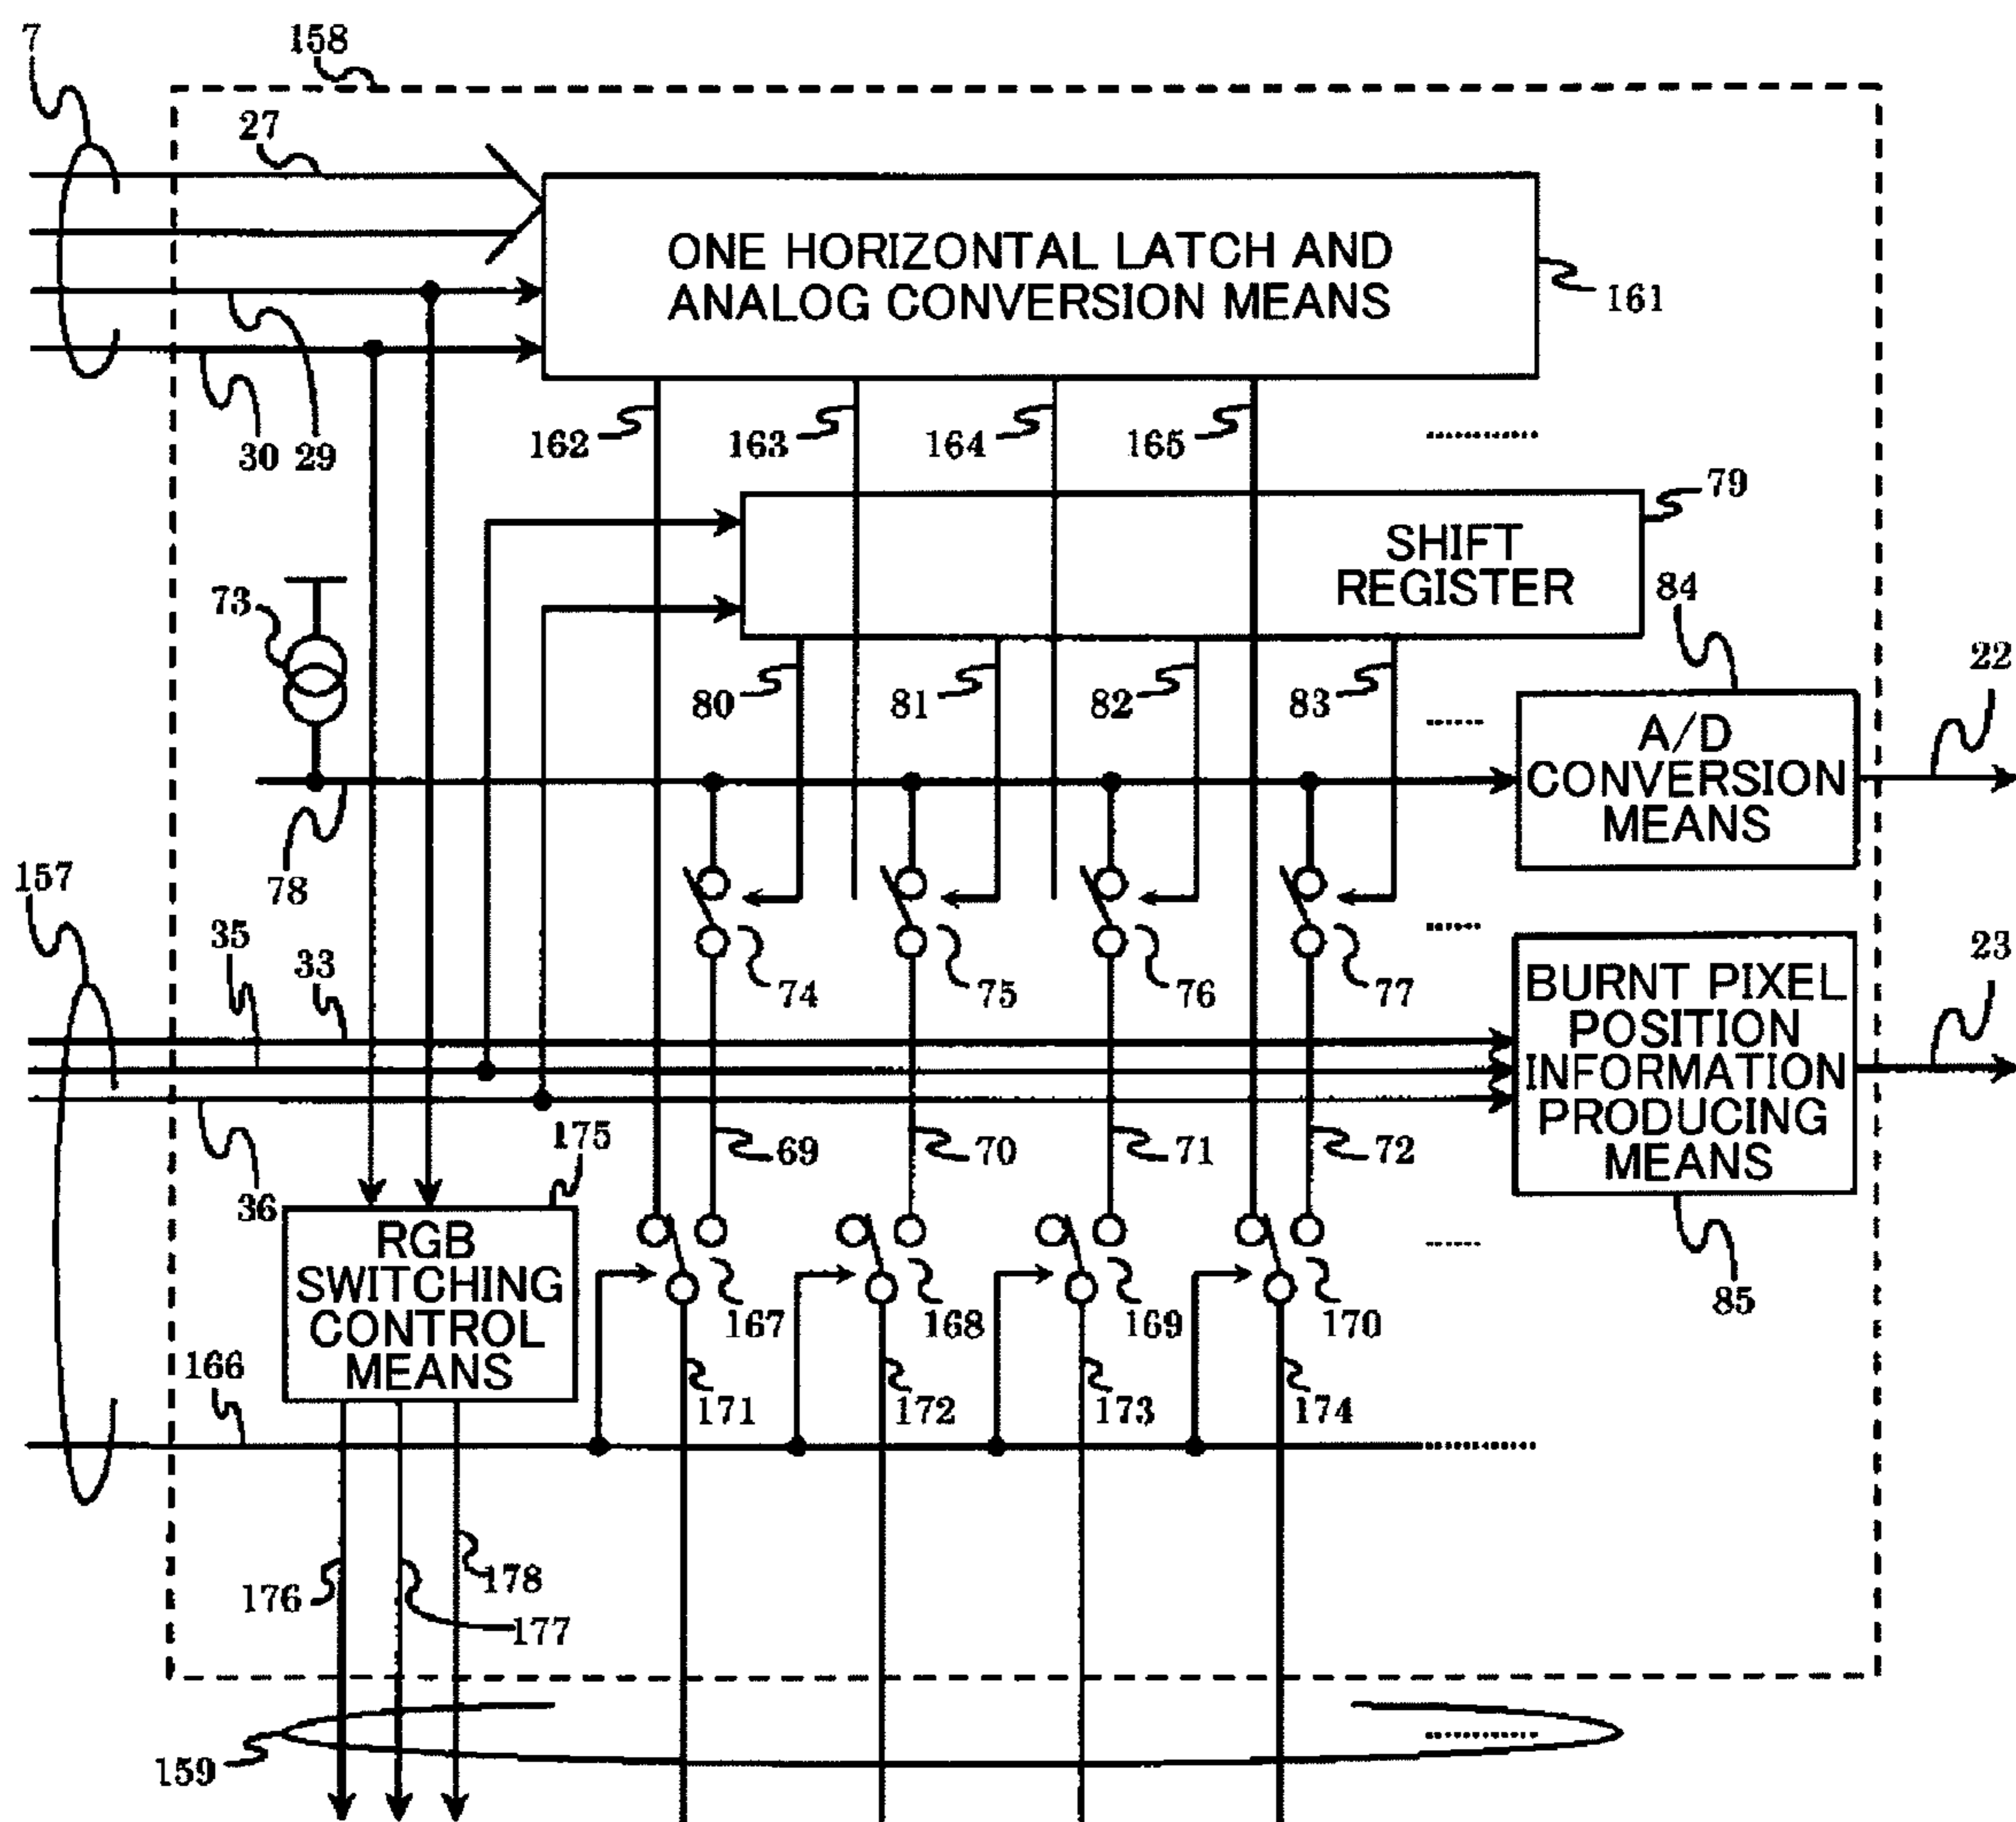 7
158
27
ONE HORIZONTAL LATCH AND
ANALOG CONVERSION MEANS
161
30 29
162
163
164
165
79
SHIFT
REGISTER
73
84
80
81
82
83
22
A/D
CONVERSION
MEANS
78
157
35
33
74
75
76
77
23
BURNT PIXEL
POSITION
INFORMATION
PRODUCING
MEANS
36
175
69
70
71
72
RGB
SWITCHING
CONTROL
MEANS
167
168
169
170
85
166
171
172
173
174
176
178
177
159